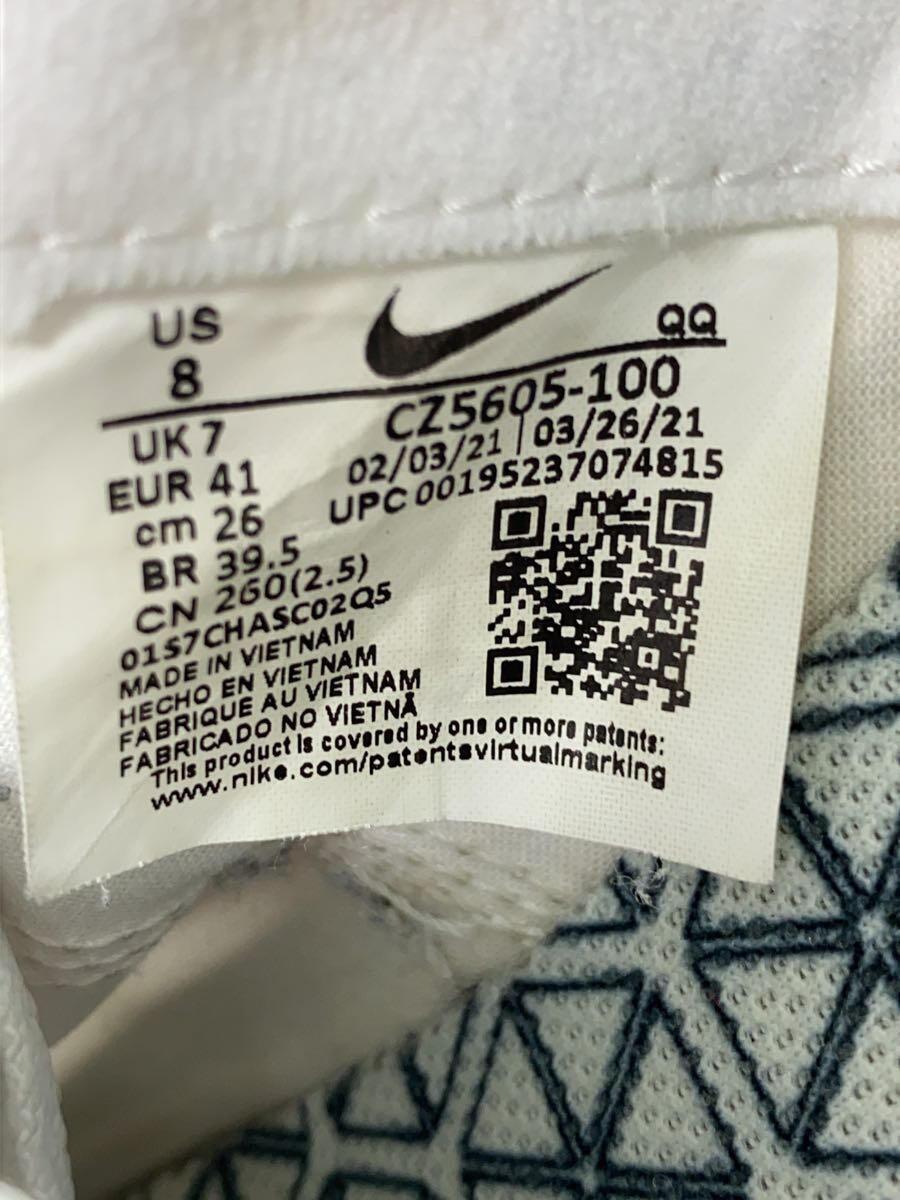 US
8
QQ
UK 7
EUR 41
cm 26
BR 39.5
CN 260(2.5)
CZ5605-100
02/03/21 | 03/26/21
UPC 00195237074815
01S7CHASC02Q5
MADE IN VIETNAM
HECHO EN VIETNAM
FABRIQUE AU VIETNAM
FABRICADO NO VIETNÃ
This product is covered by one or more patents:
www.nike.com/patentsvirtualmarking